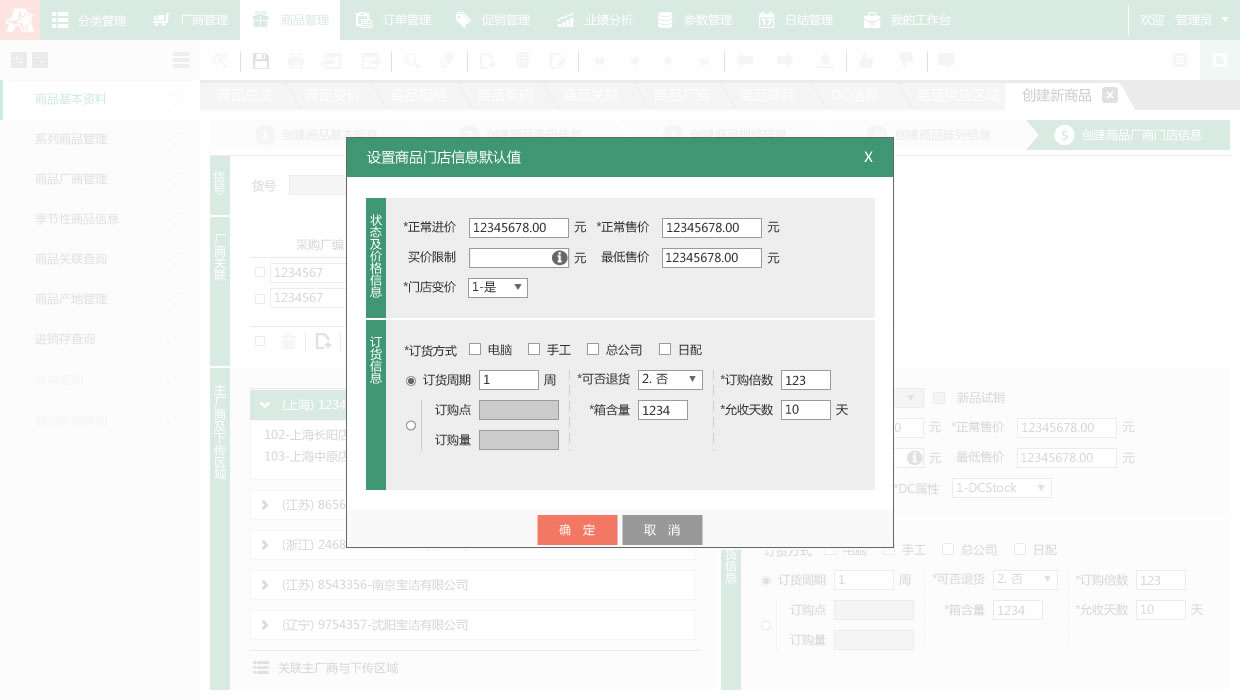 分类管理 厂商管理 商品管理 订单管理 促销管理 业绩分析 参数管理 日结管理 我的工作台 欢迎，管理员
商品总览 商品变价 商品规格 商品条码 商品关联 商品厂商 商品陈列 DC信息 商品供应区域 创建新商品
商品基本资料
系列商品管理
商品厂商管理
季节性商品信息
商品关联查询
商品产地管理
进销存查询
1 创建商品基本信息 2 创建商品条码信息 3 创建商品规格信息 4 创建商品陈列信息 5 创建商品厂商门店信息
货号
货号
厂商关联
采购厂编
1234567
1234567
主厂商及下传区域
(上海) 1234
102-上海长阳店
103-上海中原店
(江苏) 8656
(浙江) 2468
(江苏) 8543356-南京宝洁有限公司
(辽宁) 9754357-沈阳宝洁有限公司
关联主厂商与下传区域
设置商品门店信息默认值 X
状态及价格信息
*正常进价 12345678.00 元 *正常售价 12345678.00 元
买价限制 元 最低售价 12345678.00 元
*门店变价 1-是
订货信息
*订货方式 电脑 手工 总公司 日配
订货周期 1 周 *可否退货 2. 否 *订购倍数 123
订购点 *箱含量 1234 *允收天数 10 天
订购量
确 定 取 消
新品试销
0 元 *正常售价 12345678.00 元
元 最低售价 12345678.00 元
*DC属性 1-DCStock
货信息
订货方式 电脑 手工 总公司 日配
订货周期 1 周 *可否退货 2. 否 *订购倍数 123
订购点 *箱含量 1234 *允收天数 10 天
订购量